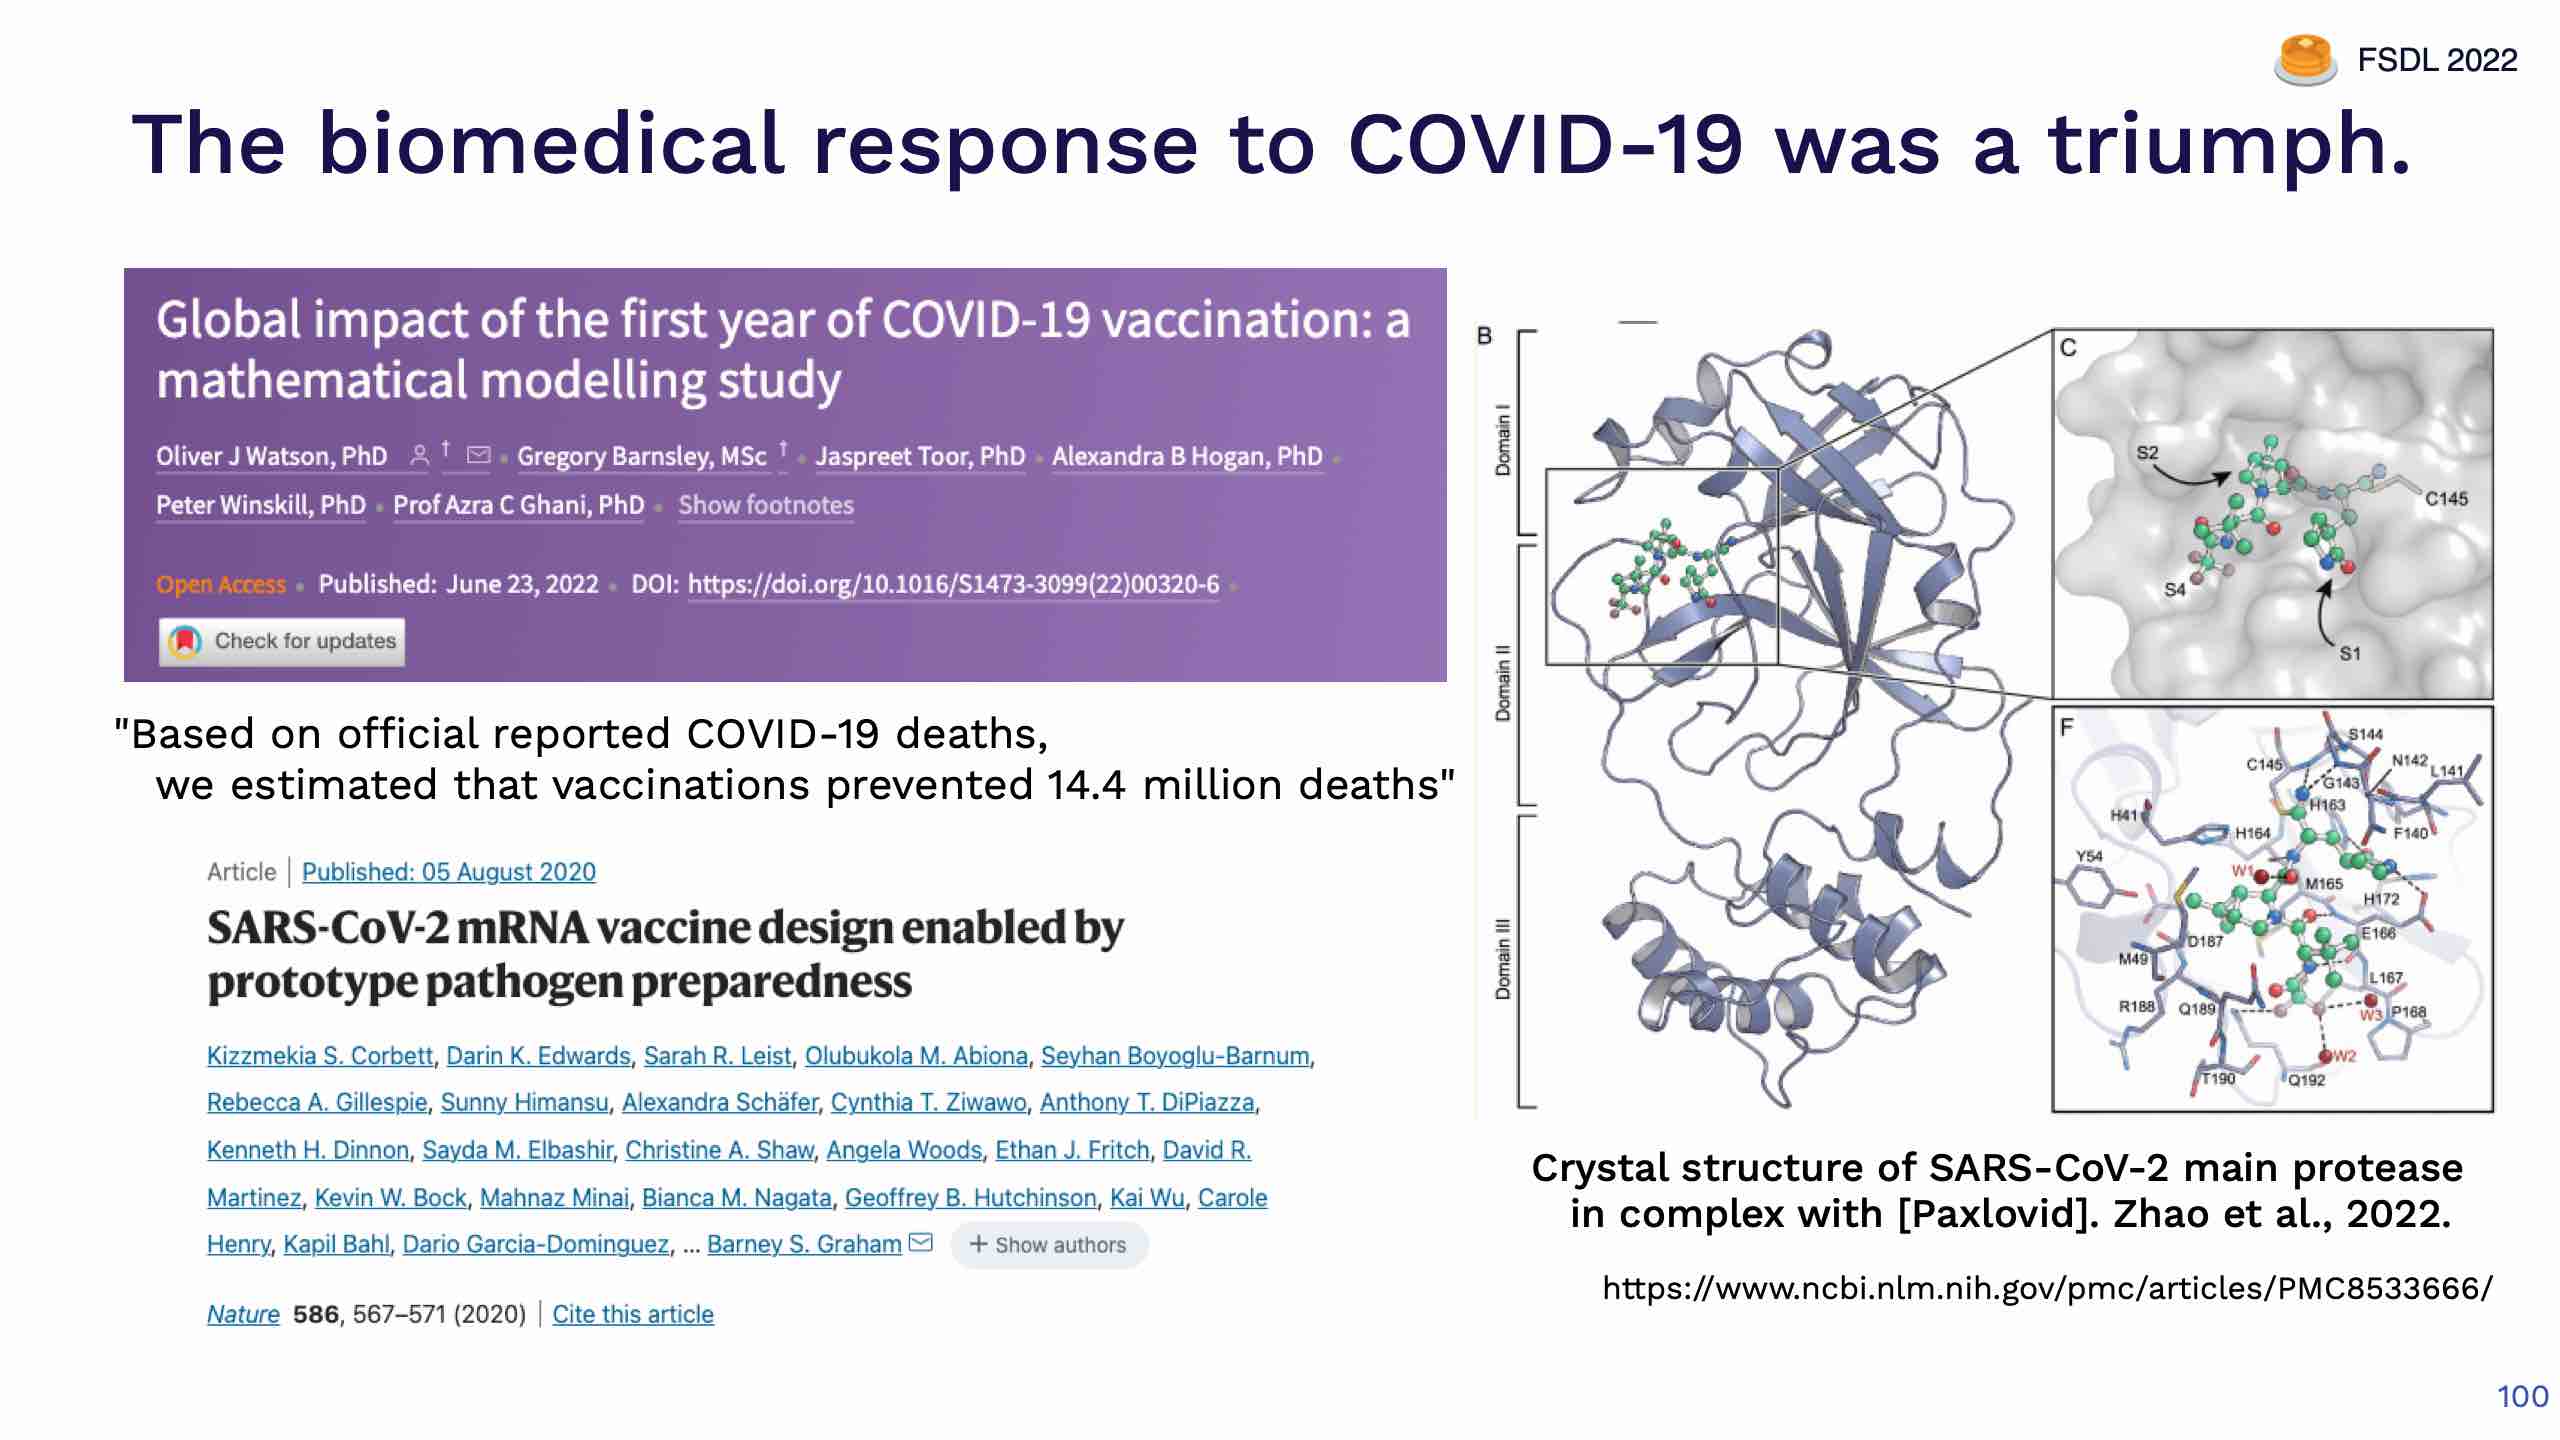 FSDL 2022
The biomedical response to COVID-19 was a triumph.
Global impact of the first year of COVID-19 vaccination: a
mathematical modelling study
Oliver J Watson, PhD † • Gregory Barnsley, MSc † • Jaspreet Toor, PhD • Alexandra B Hogan, PhD •
Peter Winskill, PhD • Prof Azra C Ghani, PhD • Show footnotes
Open Access • Published: June 23, 2022 • DOI: https://doi.org/10.1016/S1473-3099(22)00320-6 •
Check for updates
"Based on official reported COVID-19 deaths,
we estimated that vaccinations prevented 14.4 million deaths"
Article | Published: 05 August 2020
SARS-CoV-2 mRNA vaccine design enabled by
prototype pathogen preparedness
Kizzmekia S. Corbett, Darin K. Edwards, Sarah R. Leist, Olubukola M. Abiona, Seyhan Boyoglu-Barnum,
Rebecca A. Gillespie, Sunny Himansu, Alexandra Schäfer, Cynthia T. Ziwawo, Anthony T. DiPiazza,
Kenneth H. Dinnon, Sayda M. Elbashir, Christine A. Shaw, Angela Woods, Ethan J. Fritch, David R.
Martinez, Kevin W. Bock, Mahnaz Minai, Bianca M. Nagata, Geoffrey B. Hutchinson, Kai Wu, Carole
Henry, Kapil Bahl, Dario Garcia-Dominguez, ... Barney S. Graham + Show authors
Nature 586, 567–571 (2020) | Cite this article
B
Domain I
Domain II
Domain III
C
S2
C145
S4
S1
F
S144
C145
N142
L141
G143
H163
H41
H164
F140
Y54
W1
M165
H172
E166
D187
M49
L167
R188
Q189
W3
P168
W2
T190
Q192
Crystal structure of SARS-CoV-2 main protease
in complex with [Paxlovid]. Zhao et al., 2022.
https://www.ncbi.nlm.nih.gov/pmc/articles/PMC8533666/
100